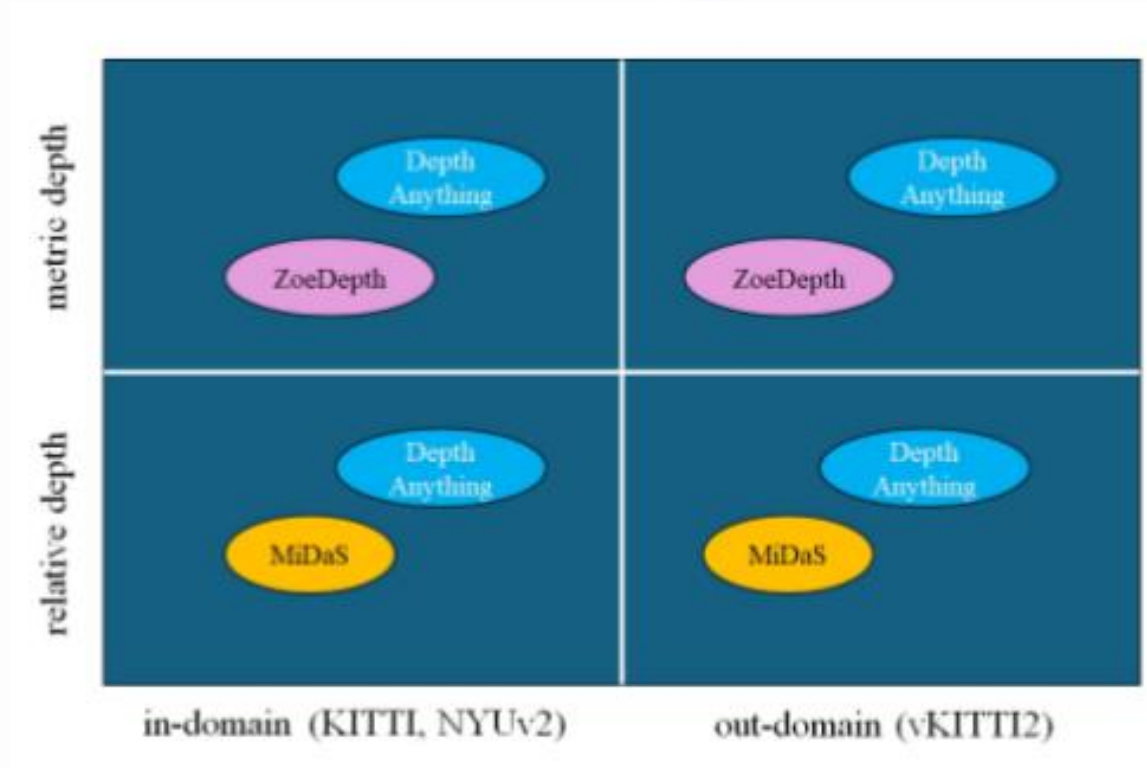 metric depth
Depth
Anything
ZoeDepth
Depth
Anything
ZoeDepth
relative depth
Depth
Anything
MiDaS
Depth
Anything
MiDaS
in-domain (KITTI, NYUv2)
out-domain (vKITTI2)